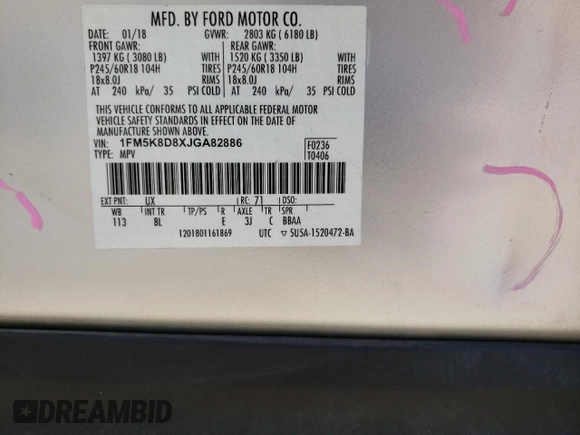 MFD. BY FORD MOTOR CO.
DATE: 01/18 GVWR: 2803 KG ( 6180 LB)
FRONT GAWR: REAR GAWR:
1397 KG ( 3080 LB) 1520 KG ( 3350 LB)
P245/60R18 104H TIRES P245/60R18 104H TIRES
18x8.0J RIMS 18x8.0J RIMS
AT 240 kPa/ 35 PSI COLD AT 240 kPa/ 35 PSI COLD
THIS VEHICLE CONFORMS TO ALL APPLICABLE FEDERAL MOTOR
VEHICLE SAFETY STANDARDS IN EFFECT ON THE DATE OF
MANUFACTURE SHOWN ABOVE.
VIN: 1FM5K8D8XJGA82886 F0236
TYPE: MPV T0406
EXT PNT: UX RC: 71 DSO:
WB INT TR TP/PS R AXLE TR SPR
113 8L E 3J C BBAA
1201801161869 UTC ▽ 5U5A-1520472-BA
DREAMBID